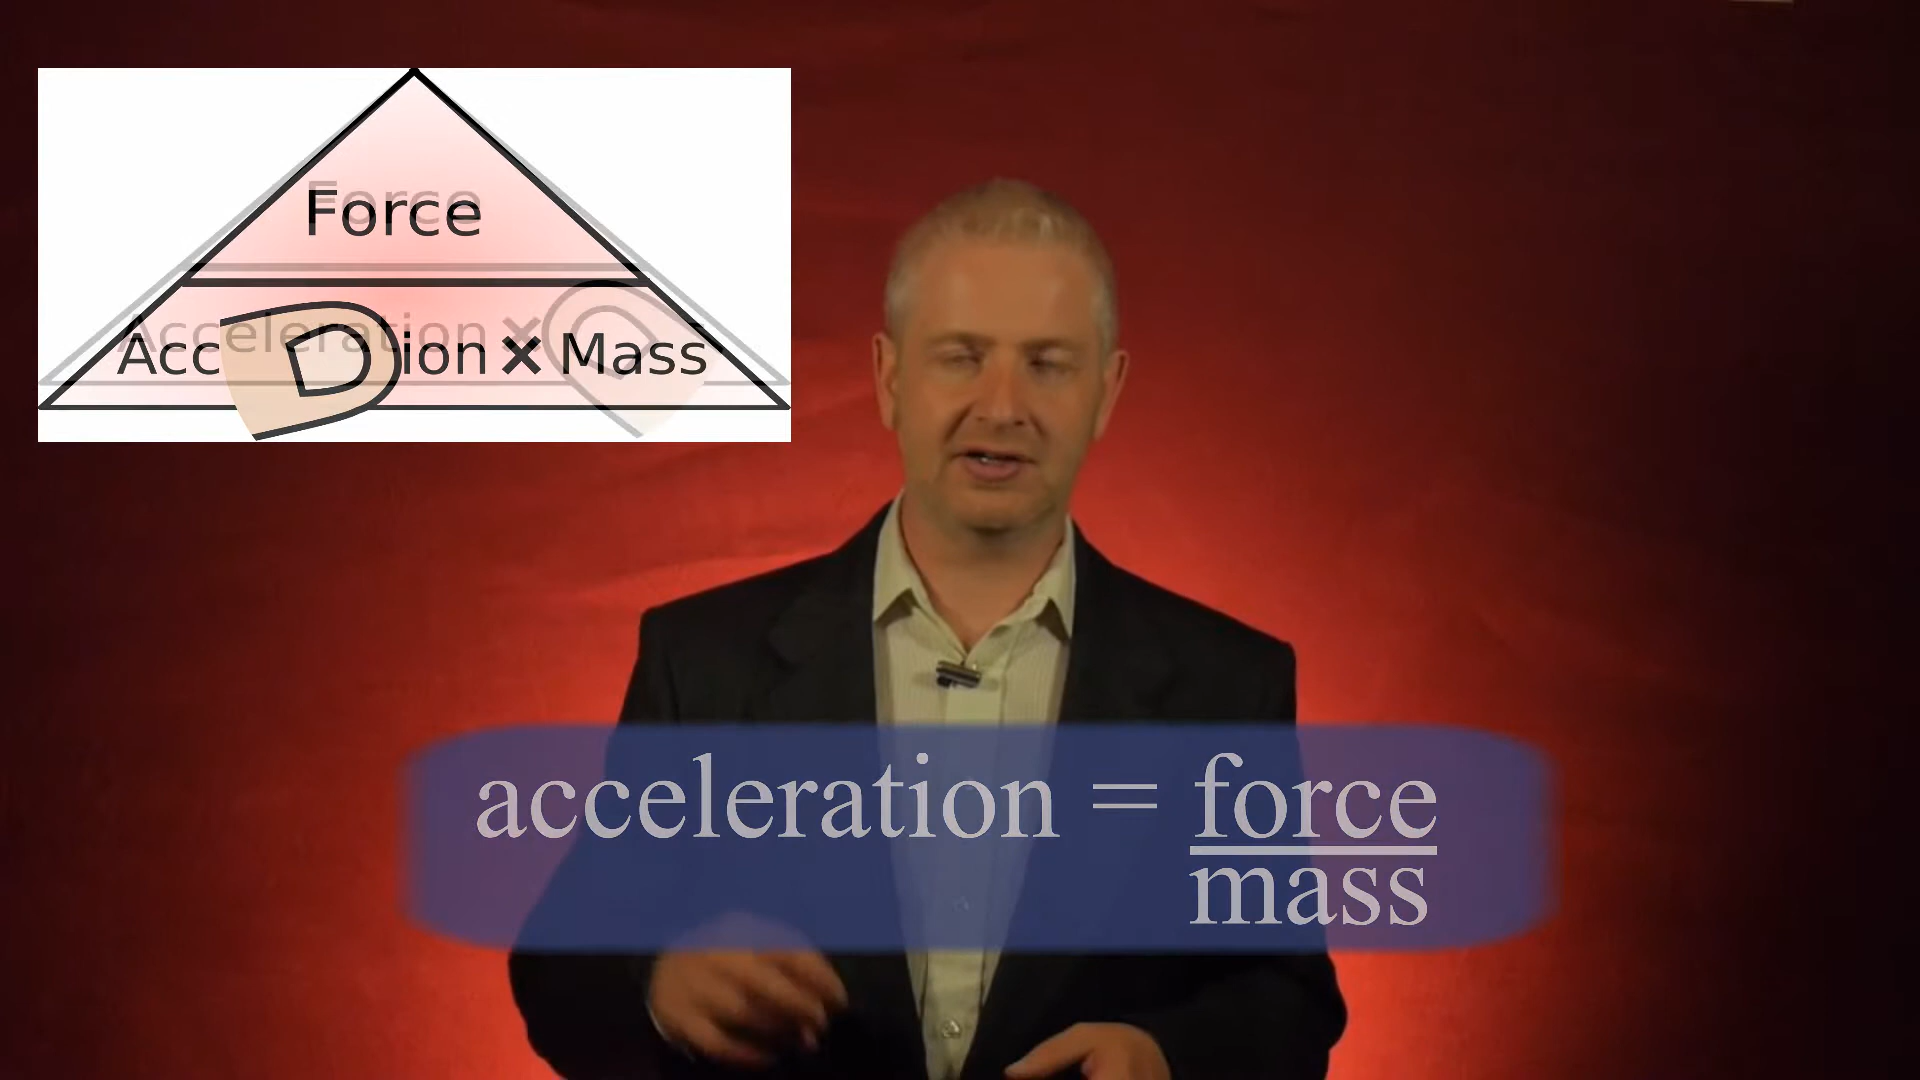 Force
Acc ion × Mass
acceleration = force
mass